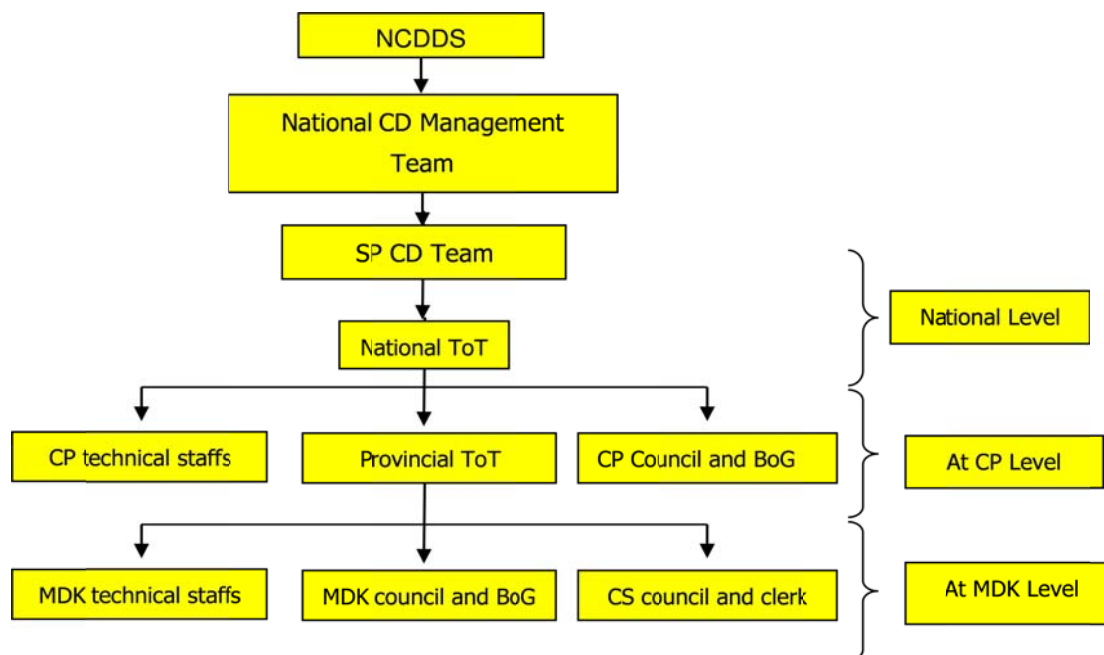 NCDDS
National CD Management
Team
SP CD Team
National ToT
National Level
CP technical staffs
Provincial ToT
CP Council and BoG
At CP Level
MDK technical staffs
MDK council and BoG
CS council and clerk
At MDK Level